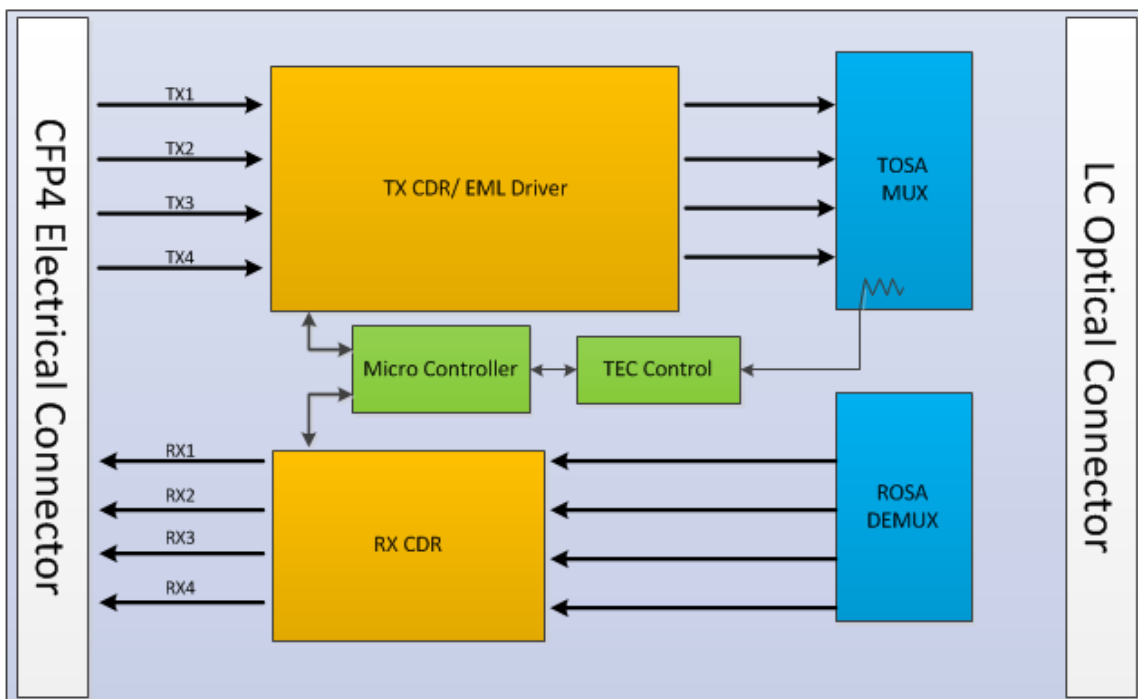 CFP4 Electrical Connector
TX1
TX2
TX3
TX4
TX CDR/ EML Driver
TOSA
MUX
LC Optical Connector
Micro Controller
TEC Control
RX1
RX2
RX3
RX4
RX CDR
ROSA
DEMUX